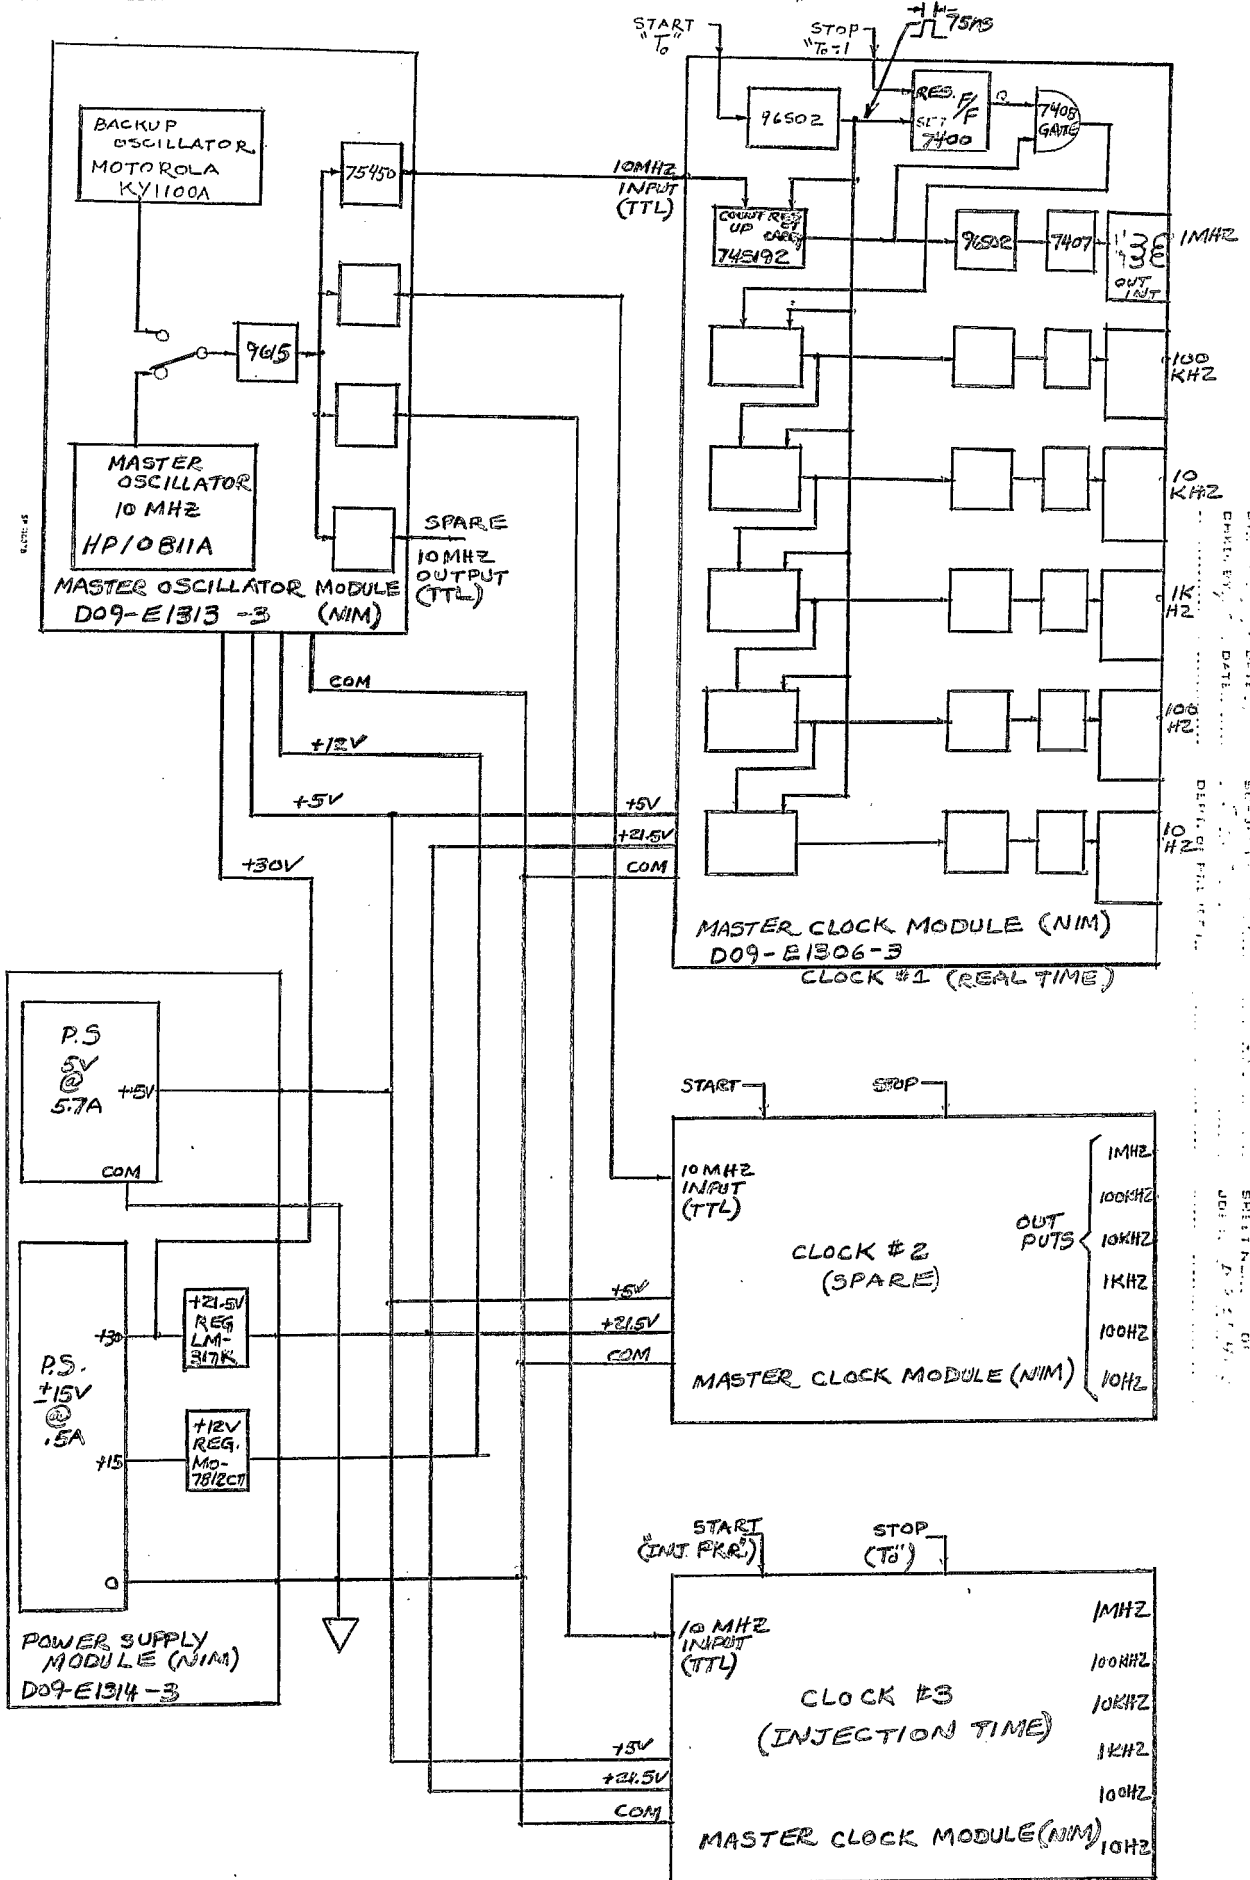 START
"To"
STOP
"To=1
75NS
BACKUP
OSCILLATOR
MOTOROLA
KY1100A
75450
9615
MASTER
OSCILLATOR
10 MHZ
HP10811A
SPARE
10MHZ
OUTPUT
(TTL)
MASTER OSCILLATOR MODULE
D09-E1313-3 (NIM)
COM
+12V
+5V
+30V
96502
RES.
SET
F/F
7400
Q
7408
GATE
10MHZ
INPUT
(TTL)
COUNT
UP
RESET
CARRY
74S192
96502
7407
OUT
INT
1MHZ
100
KHZ
10
KHZ
1K
HZ
100
HZ
10
HZ
+5V
+21.5V
COM
MASTER CLOCK MODULE (NIM)
D09-E1306-3
CLOCK #1 (REAL TIME)
P.S
5V
@
5.7A
+5V
COM
P.S.
±15V
@
.5A
+30
+15
0
+21.5V
REG
LM-
317K
+12V
REG.
MO-
7812CT
POWER SUPPLY
MODULE (NIM)
D09-E1314-3
START
STOP
10MHZ
INPUT
(TTL)
CLOCK #2
(SPARE)
OUT
PUTS
1MHZ
100KHZ
10KHZ
1KHZ
100HZ
10HZ
+5V
+21.5V
COM
MASTER CLOCK MODULE (NIM)
START
("INJ. PKR")
STOP
(To")
10 MHZ
INPUT
(TTL)
CLOCK #3
(INJECTION TIME)
1MHZ
100KHZ
10KHZ
1KHZ
100HZ
10HZ
+5V
+21.5V
COM
MASTER CLOCK MODULE (NIM)
DATE